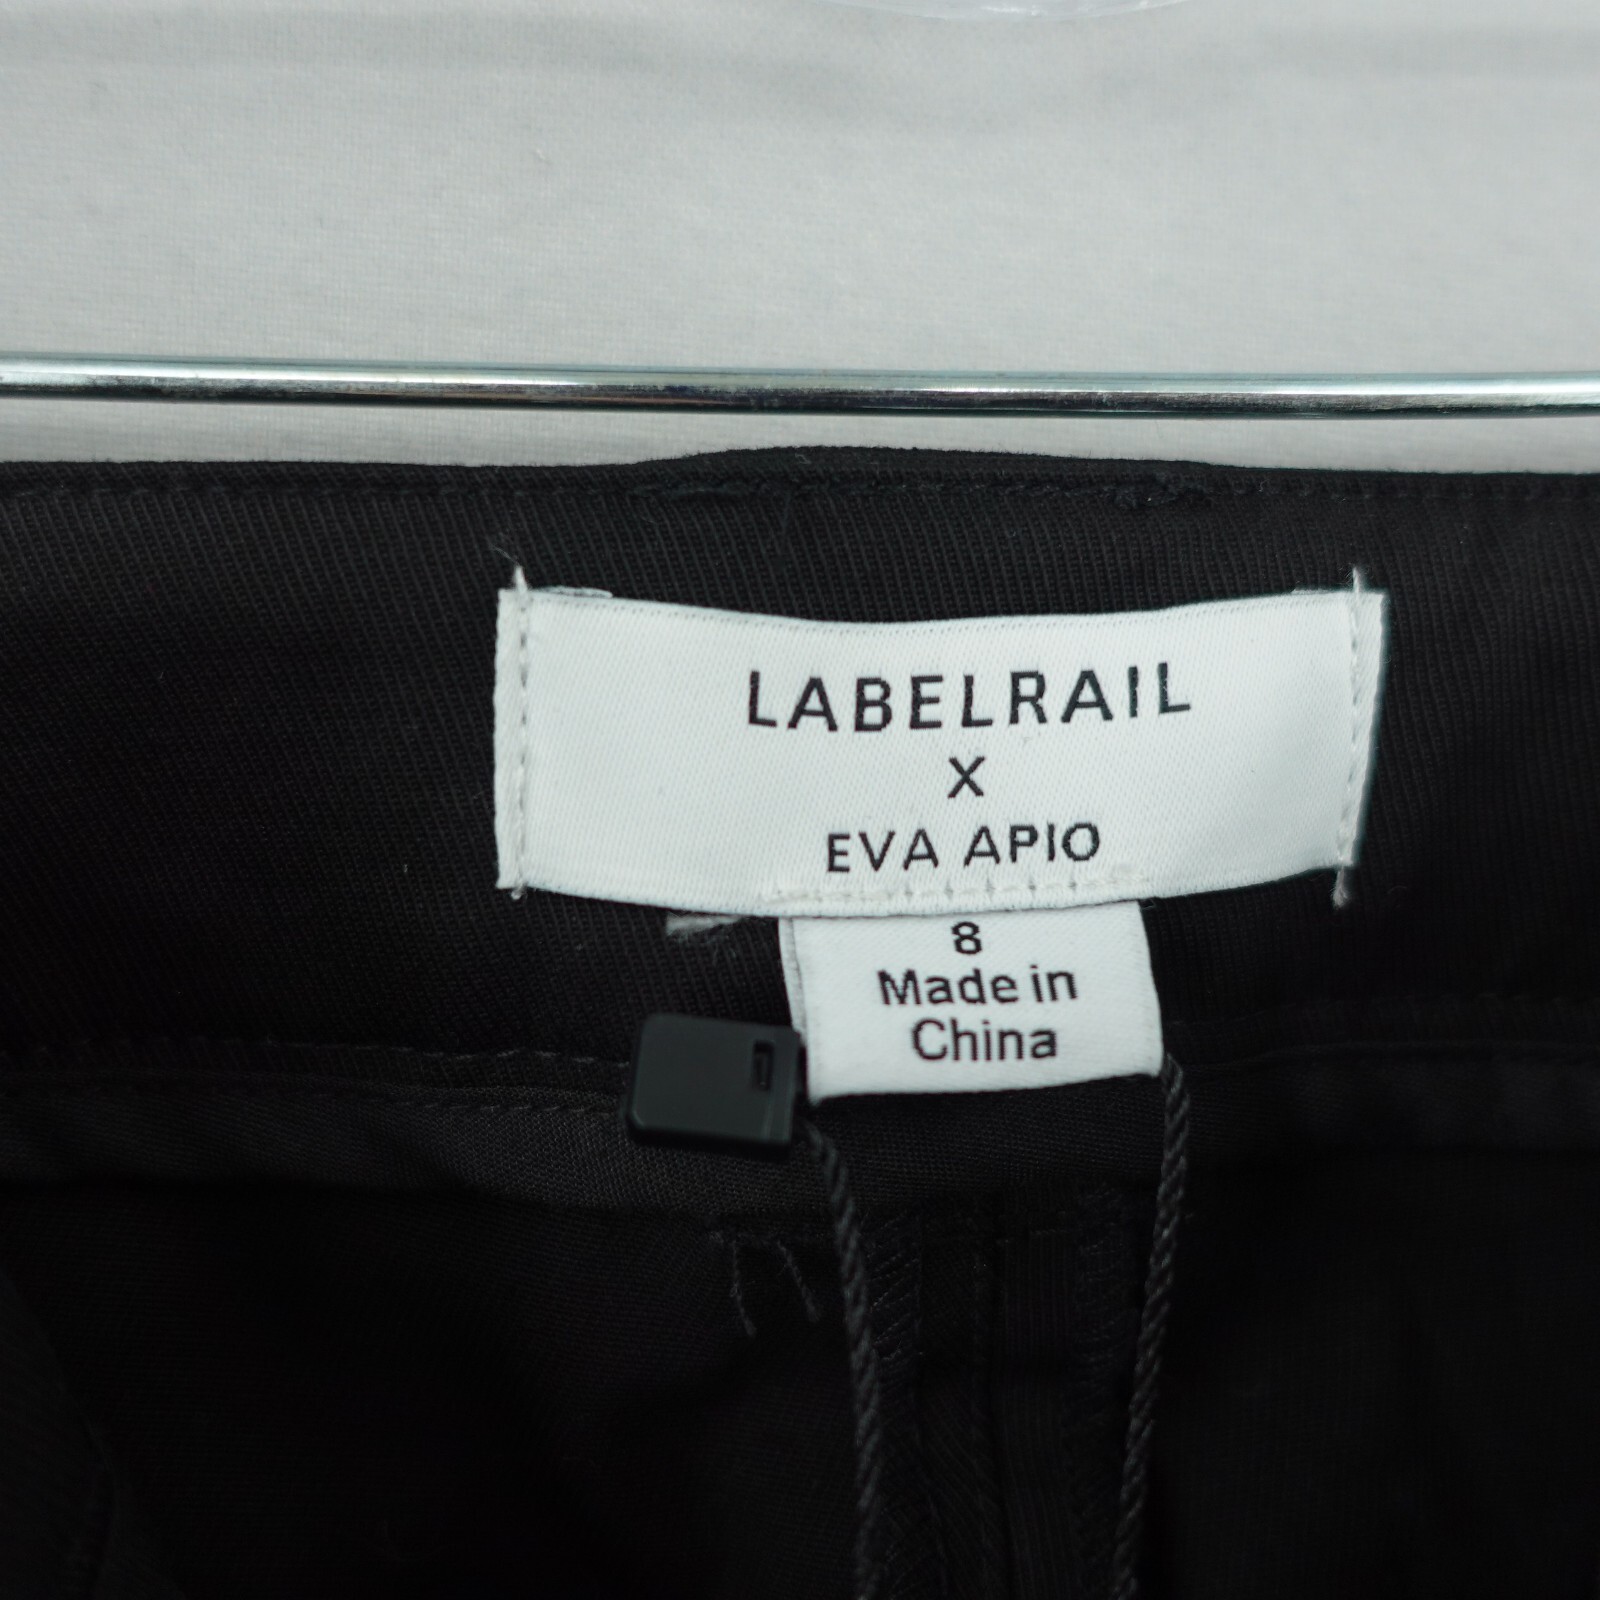 LABELRAIL
X
EVA APIO
8
Made in
China